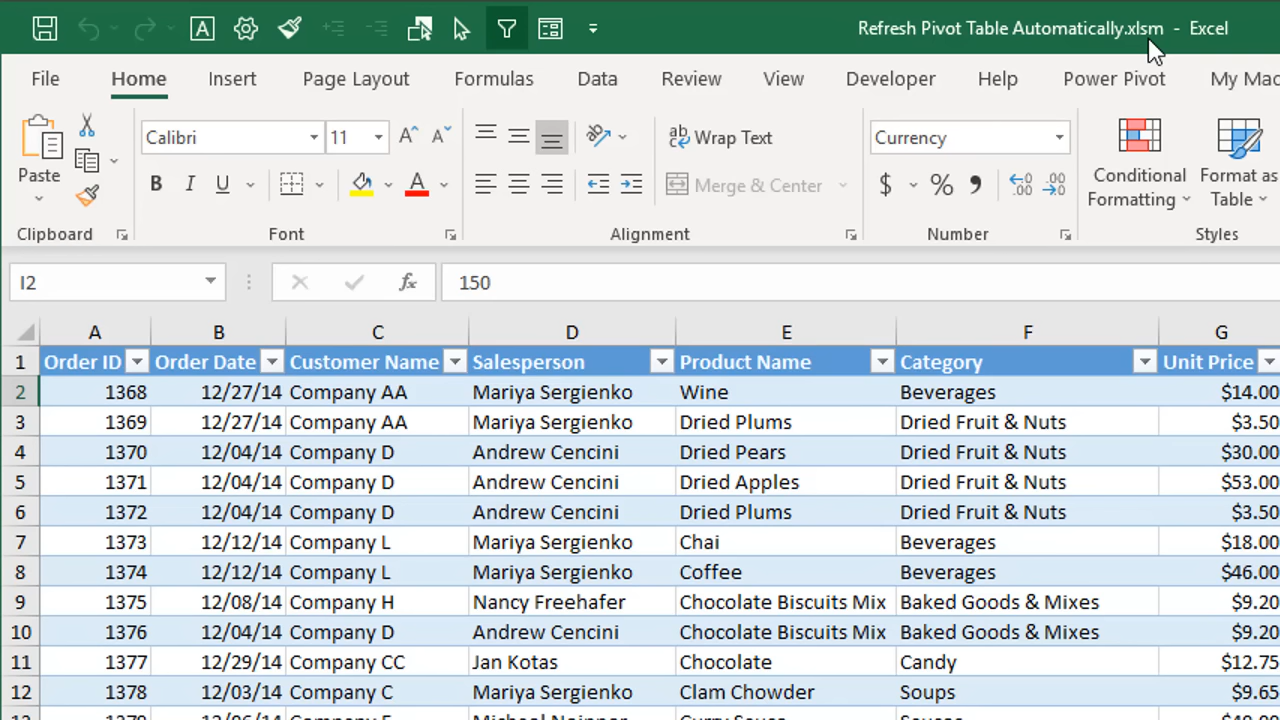 Refresh Pivot Table Automatically.xlsm - Excel
File Home Insert Page Layout Formulas Data Review View Developer Help Power Pivot My Mac
Paste
Calibri 11
B I U A
ab Wrap Text
Merge & Center
Currency
$ % 9 .00 .00
Conditional Formatting
Format as Table
Clipboard Font Alignment Number Styles
I2 fx 150
A B C D E F G
1 Order ID Order Date Customer Name Salesperson Product Name Category Unit Price
2 1368 12/27/14 Company AA Mariya Sergienko Wine Beverages $14.00
3 1369 12/27/14 Company AA Mariya Sergienko Dried Plums Dried Fruit & Nuts $3.50
4 1370 12/04/14 Company D Andrew Cencini Dried Pears Dried Fruit & Nuts $30.00
5 1371 12/04/14 Company D Andrew Cencini Dried Apples Dried Fruit & Nuts $53.00
6 1372 12/04/14 Company D Andrew Cencini Dried Plums Dried Fruit & Nuts $3.50
7 1373 12/12/14 Company L Mariya Sergienko Chai Beverages $18.00
8 1374 12/12/14 Company L Mariya Sergienko Coffee Beverages $46.00
9 1375 12/08/14 Company H Nancy Freehafer Chocolate Biscuits Mix Baked Goods & Mixes $9.20
10 1376 12/04/14 Company D Andrew Cencini Chocolate Biscuits Mix Baked Goods & Mixes $9.20
11 1377 12/29/14 Company CC Jan Kotas Chocolate Candy $12.75
12 1378 12/03/14 Company C Mariya Sergienko Clam Chowder Soups $9.65